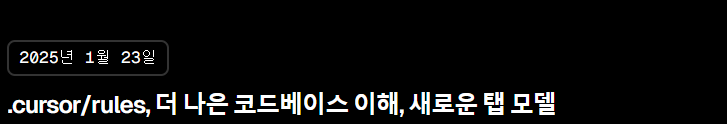 2025년 1월 23일
.cursor/rules, 더 나은 코드베이스 이해, 새로운 탭 모델